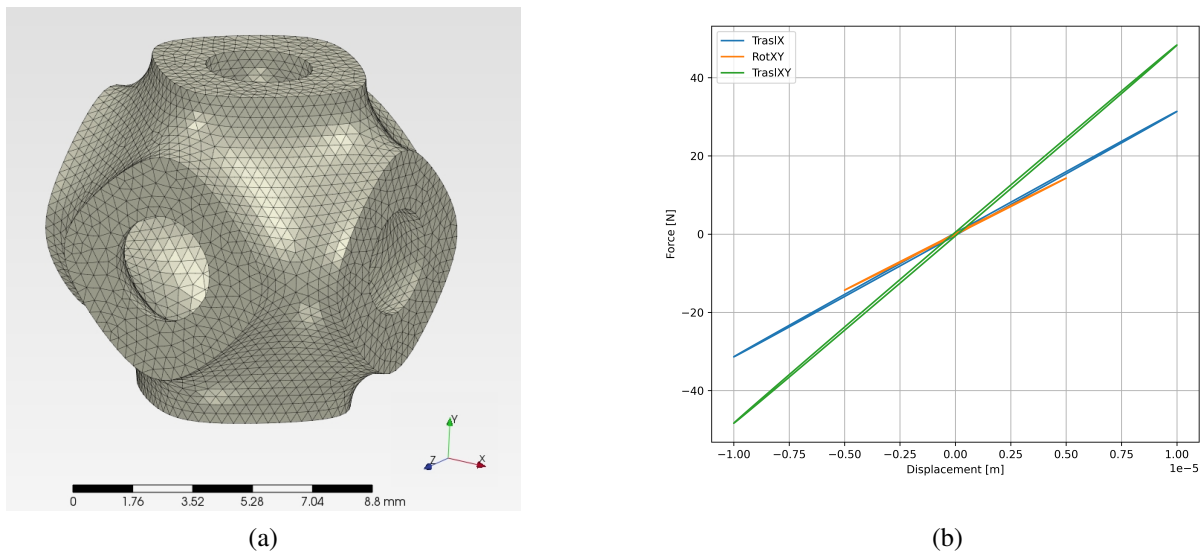 Y
Z
X
0
1.76
3.52
5.28
7.04
8.8 mm
(a)
TraslX
RotXY
TraslXY
Force [N]
40
20
0
−20
−40
−1.00
−0.75
−0.50
−0.25
0.00
0.25
0.50
0.75
1.00
1e−5
Displacement [m]
(b)